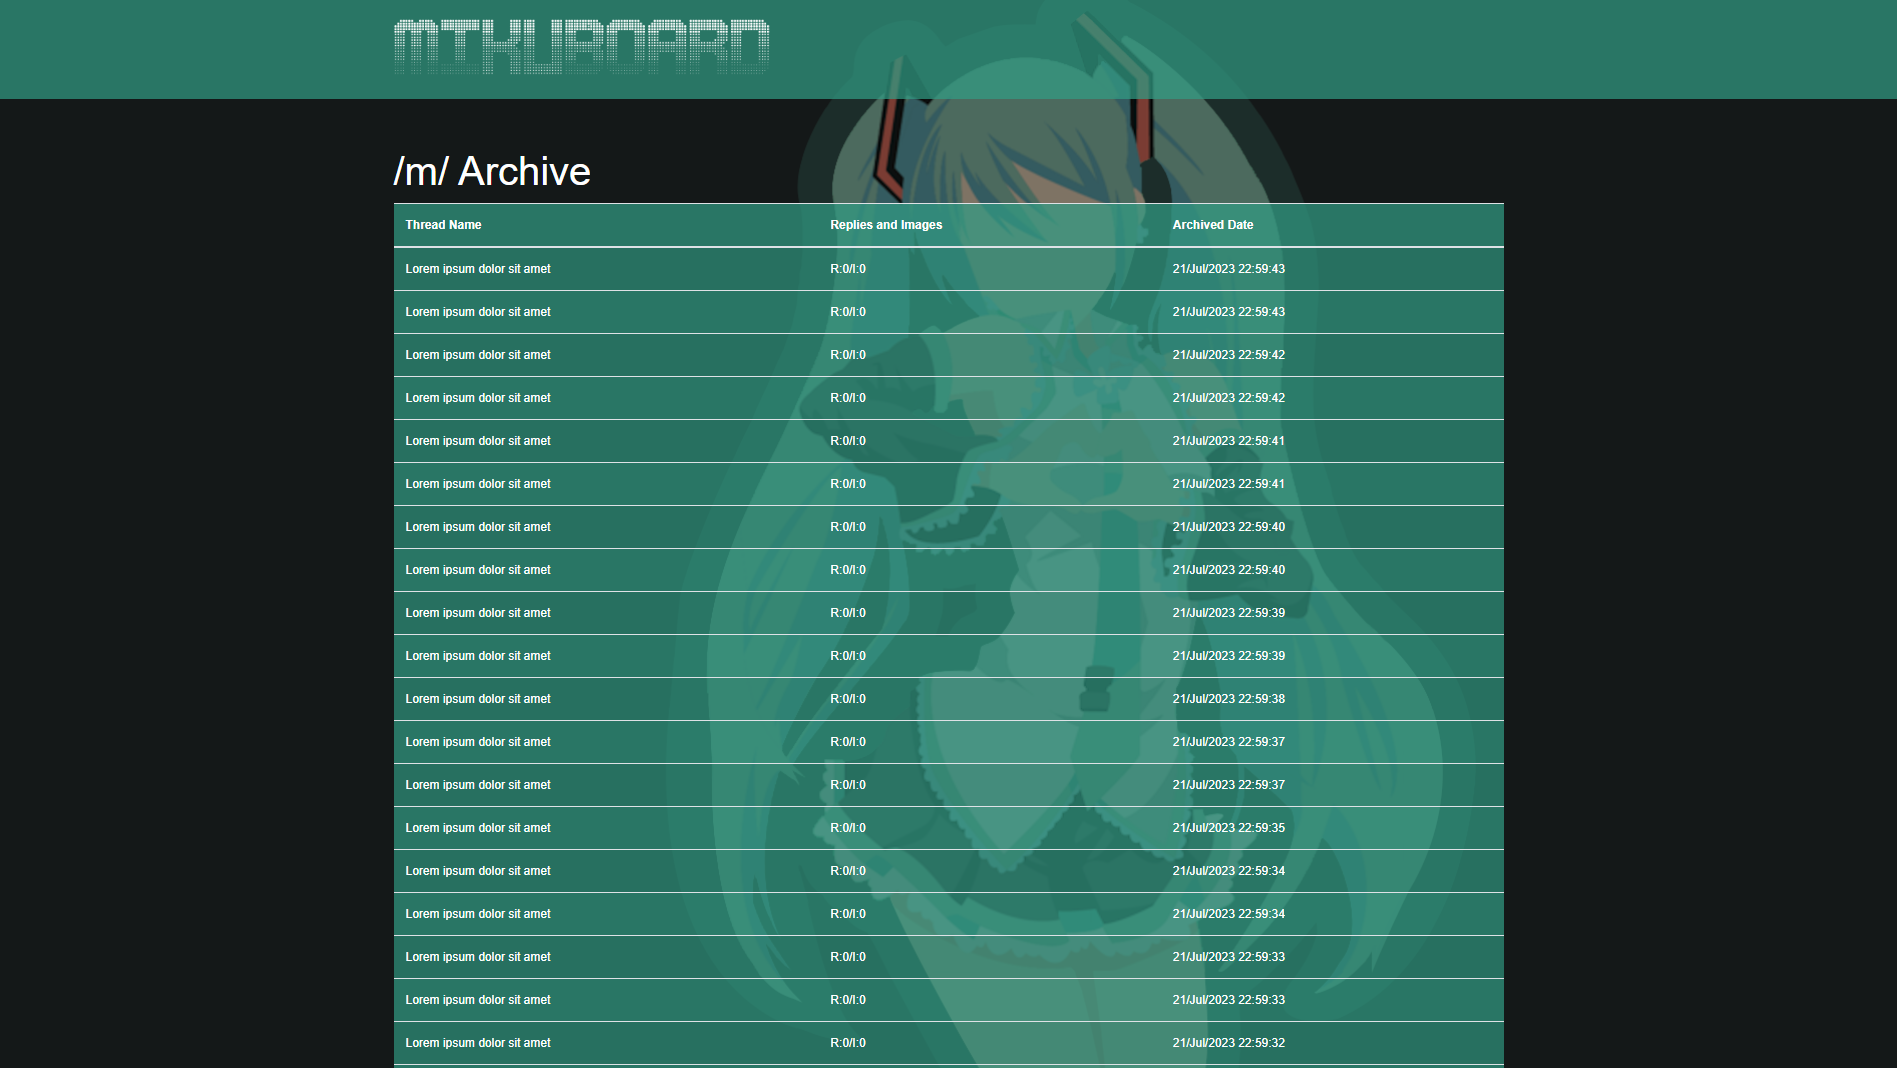 MIKUBOARD
/m/ Archive
Thread Name Replies and Images Archived Date
Lorem ipsum dolor sit amet R:0/I:0 21/Jul/2023 22:59:43
Lorem ipsum dolor sit amet R:0/I:0 21/Jul/2023 22:59:43
Lorem ipsum dolor sit amet R:0/I:0 21/Jul/2023 22:59:42
Lorem ipsum dolor sit amet R:0/I:0 21/Jul/2023 22:59:42
Lorem ipsum dolor sit amet R:0/I:0 21/Jul/2023 22:59:41
Lorem ipsum dolor sit amet R:0/I:0 21/Jul/2023 22:59:41
Lorem ipsum dolor sit amet R:0/I:0 21/Jul/2023 22:59:40
Lorem ipsum dolor sit amet R:0/I:0 21/Jul/2023 22:59:40
Lorem ipsum dolor sit amet R:0/I:0 21/Jul/2023 22:59:39
Lorem ipsum dolor sit amet R:0/I:0 21/Jul/2023 22:59:39
Lorem ipsum dolor sit amet R:0/I:0 21/Jul/2023 22:59:38
Lorem ipsum dolor sit amet R:0/I:0 21/Jul/2023 22:59:37
Lorem ipsum dolor sit amet R:0/I:0 21/Jul/2023 22:59:37
Lorem ipsum dolor sit amet R:0/I:0 21/Jul/2023 22:59:35
Lorem ipsum dolor sit amet R:0/I:0 21/Jul/2023 22:59:34
Lorem ipsum dolor sit amet R:0/I:0 21/Jul/2023 22:59:34
Lorem ipsum dolor sit amet R:0/I:0 21/Jul/2023 22:59:33
Lorem ipsum dolor sit amet R:0/I:0 21/Jul/2023 22:59:33
Lorem ipsum dolor sit amet R:0/I:0 21/Jul/2023 22:59:32